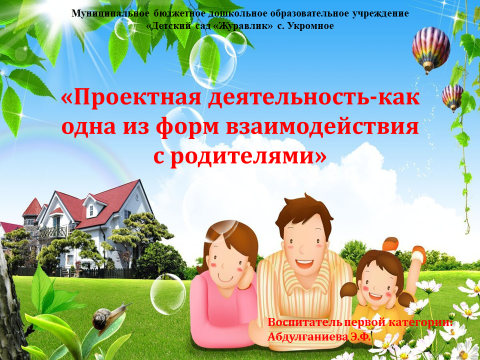 Муниципальное бюджетное дошкольное образовательное учреждение
«Детский сад «Журавлик» с. Укромное
«Проектная деятельность-как
одна из форм взаимодействия
с родителями»
Воспитатель первой категории:
Абдулганиева Э.Ф.